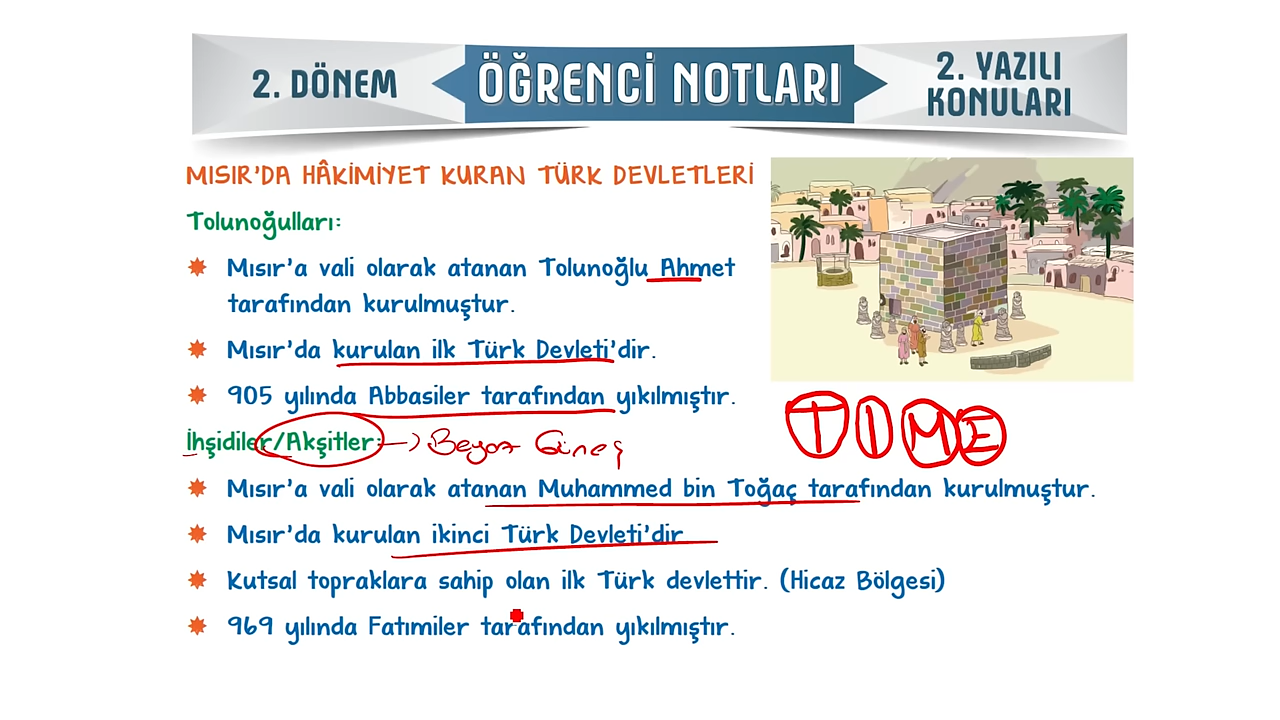 2. DÖNEM
ÖĞRENCİ NOTLARI
2. YAZILI
KONULARI
MISIR'DA HÂKİMİYET KURAN TÜRK DEVLETLERİ
Tolunoğulları:
Mısır'a vali olarak atanan Tolunoğlu Ahmet
tarafından kurulmuştur.
Mısır'da kurulan ilk Türk Devleti'dir.
905 yılında Abbasiler tarafından yıkılmıştır.
TIME
İhşidiler/Akşitler: Beyaz Güneş
Mısır'a vali olarak atanan Muhammed bin Toğaç tarafından kurulmuştur.
Mısır'da kurulan ikinci Türk Devleti'dir
Kutsal topraklara sahip olan ilk Türk devlettir. (Hicaz Bölgesi)
969 yılında Fatımiler tarafından yıkılmıştır.